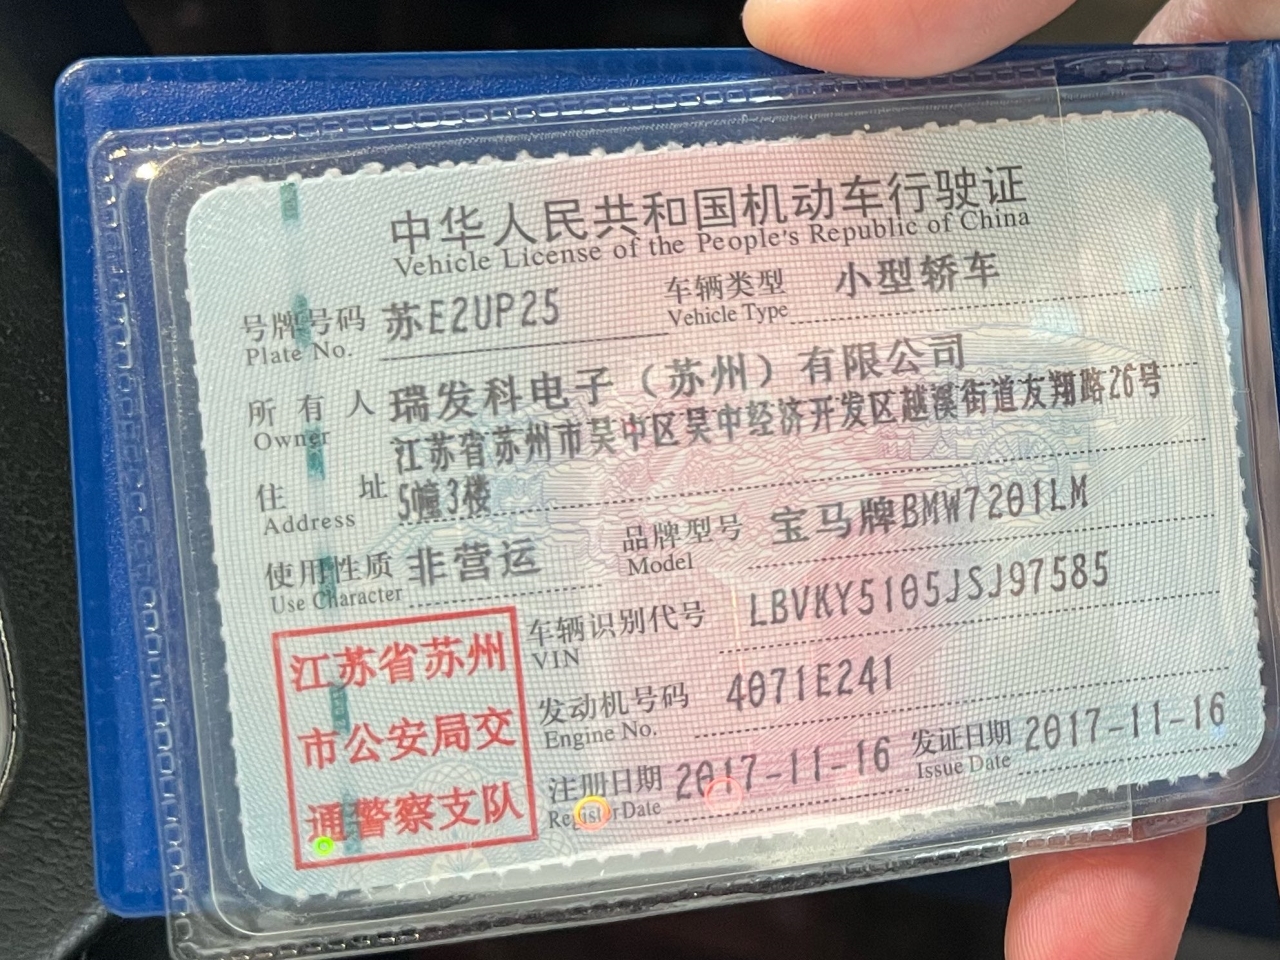 中华人民共和国机动车行驶证
Vehicle License of the People's Republic of China
号牌号码 苏E2UP25 车辆类型 小型轿车
Plate No. Vehicle Type
所有人 瑞发科电子（苏州）有限公司
Owner
江苏省苏州市吴中区吴中经济开发区越溪街道友翔路26号
住址 5幢3楼
Address
使用性质 非营运 品牌型号 宝马牌BMW7201LM
Use Character Model
车辆识别代号 LBVKY5105JSJ97585
VIN
发动机号码 4071E241
Engine No.
注册日期 2017-11-16 发证日期 2017-11-16
Register Date Issue Date
江苏省苏州
市公安局交
通警察支队